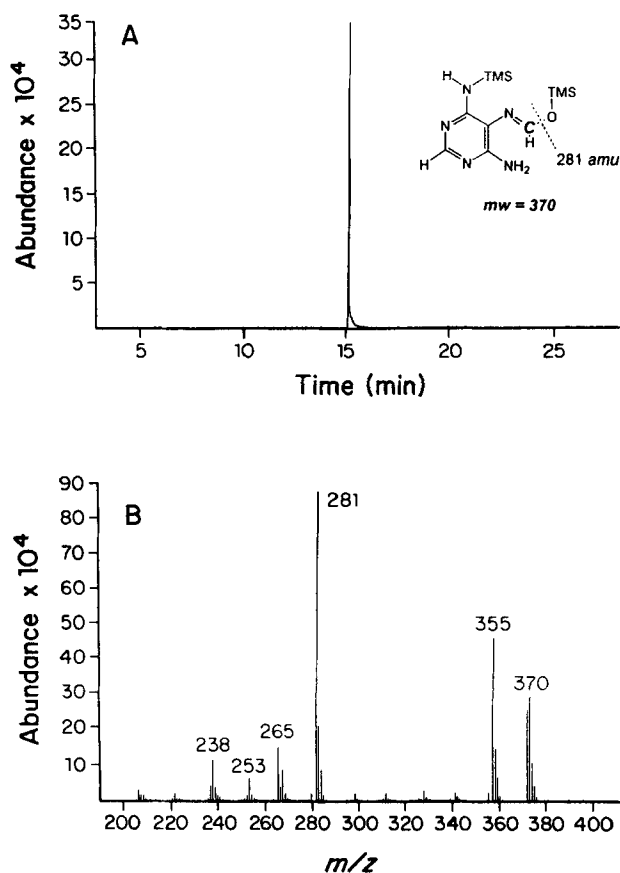 A
Abundance x 10⁴
35
30
25
20
15
10
5
5 10 15 20 25
Time (min)
H N TMS
TMS
N N C O
H
H N NH₂
281 amu
mw = 370
B
Abundance x 10⁴
90
80
70
60
50
40
30
20
10
281
355
370
265
238
253
200 220 240 260 280 300 320 340 360 380 400
m/z